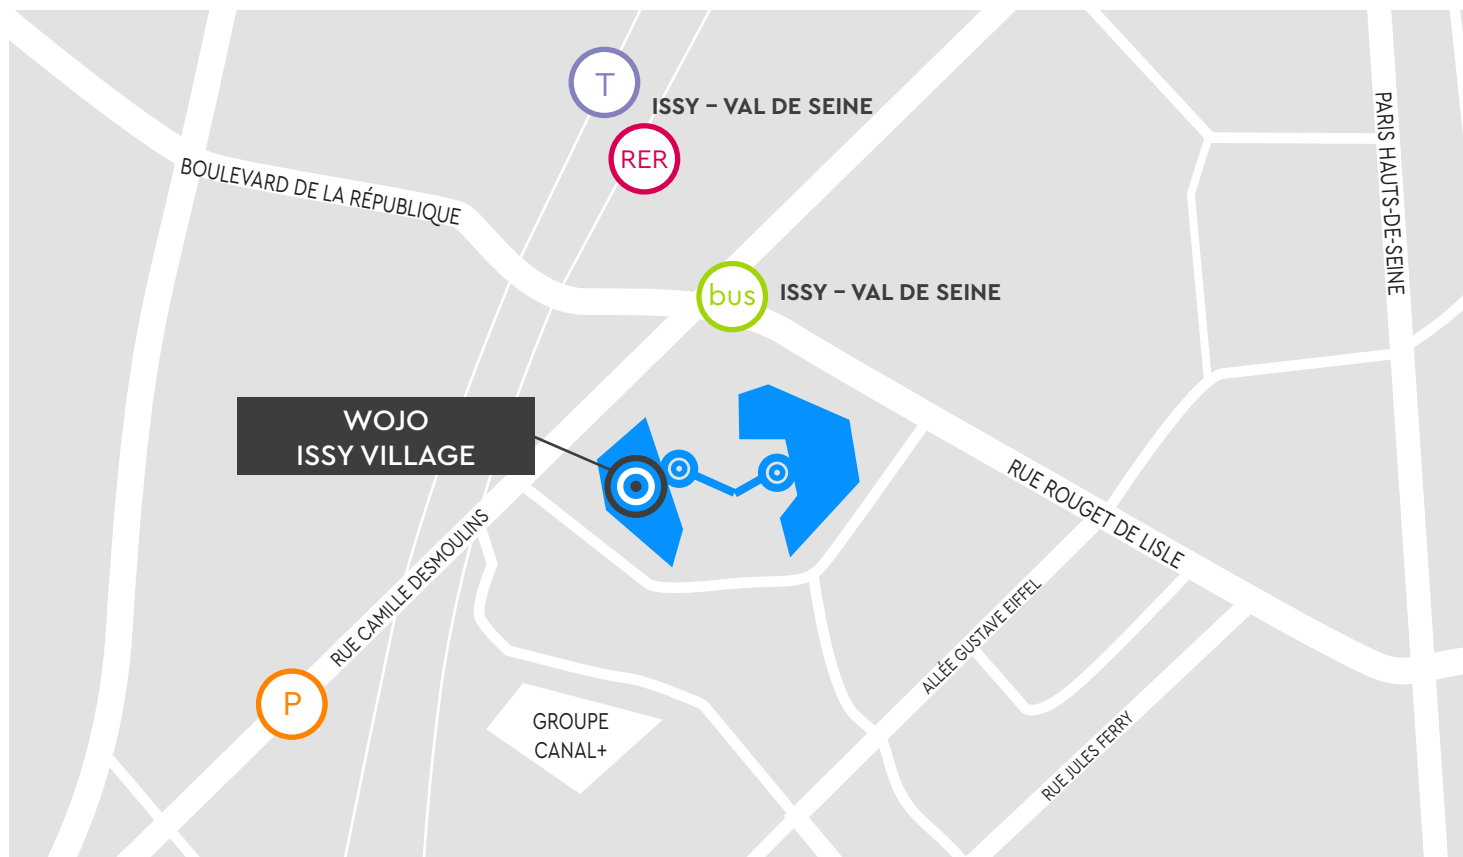 T
ISSY – VAL DE SEINE
RER
PARIS HAUTS-DE-SEINE
BOULEVARD DE LA RÉPUBLIQUE
bus
ISSY – VAL DE SEINE
WOJO
ISSY VILLAGE
RUE ROUGET DE LISLE
RUE CAMILLE DESMOULINS
ALLÉE GUSTAVE EIFFEL
P
GROUPE
CANAL+
RUE JULES FERRY